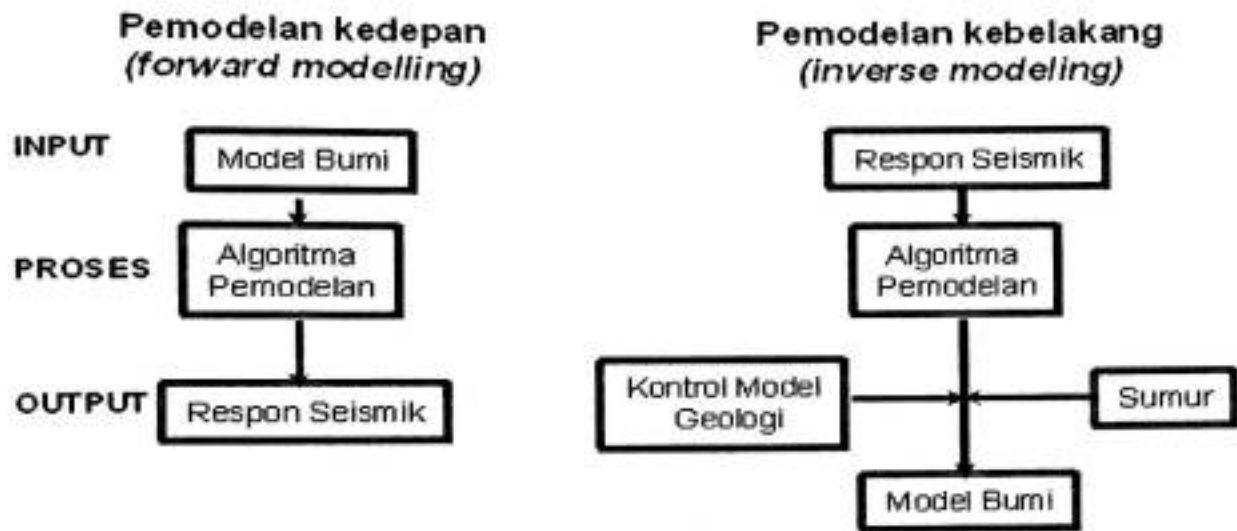 Pemodelan kedepan
(forward modelling)
INPUT
Model Bumi
PROSES
Algoritma
Pemodelan
OUTPUT
Respon Seismik
Pemodelan kebelakang
(inverse modeling)
Respon Seismik
Algoritma
Pemodelan
Kontrol Model
Geologi
Sumur
Model Bumi